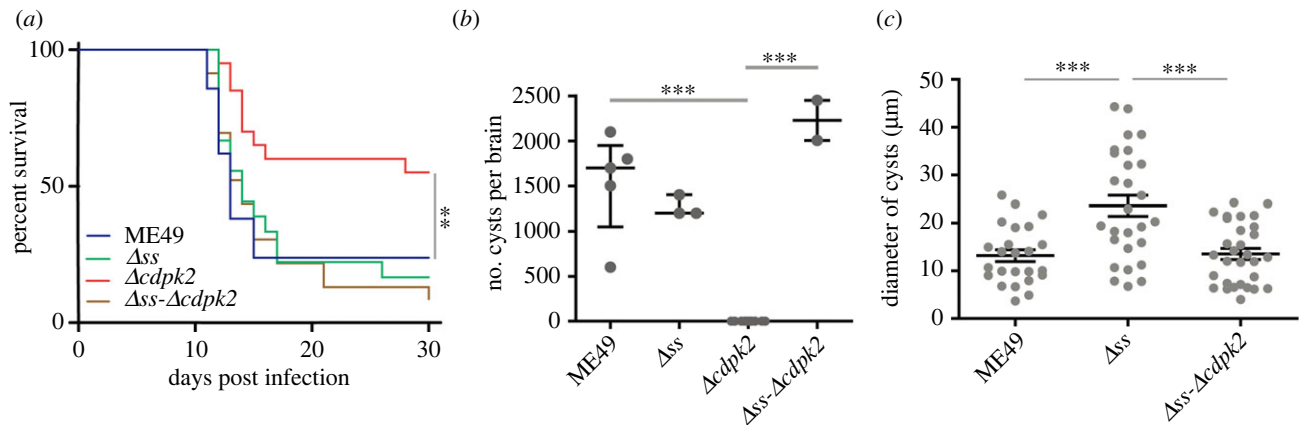 (a)
percent survival
100
50
0
ME49
Δss
Δcdpk2
Δss-Δcdpk2
**
0
10
20
30
days post infection
(b)
***
***
no. cysts per brain
2500
2000
1500
1000
500
0
ME49
Δss
Δcdpk2
Δss-Δcdpk2
(c)
***
***
diameter of cysts (μm)
50
40
30
20
10
0
ME49
Δss
Δss-Δcdpk2